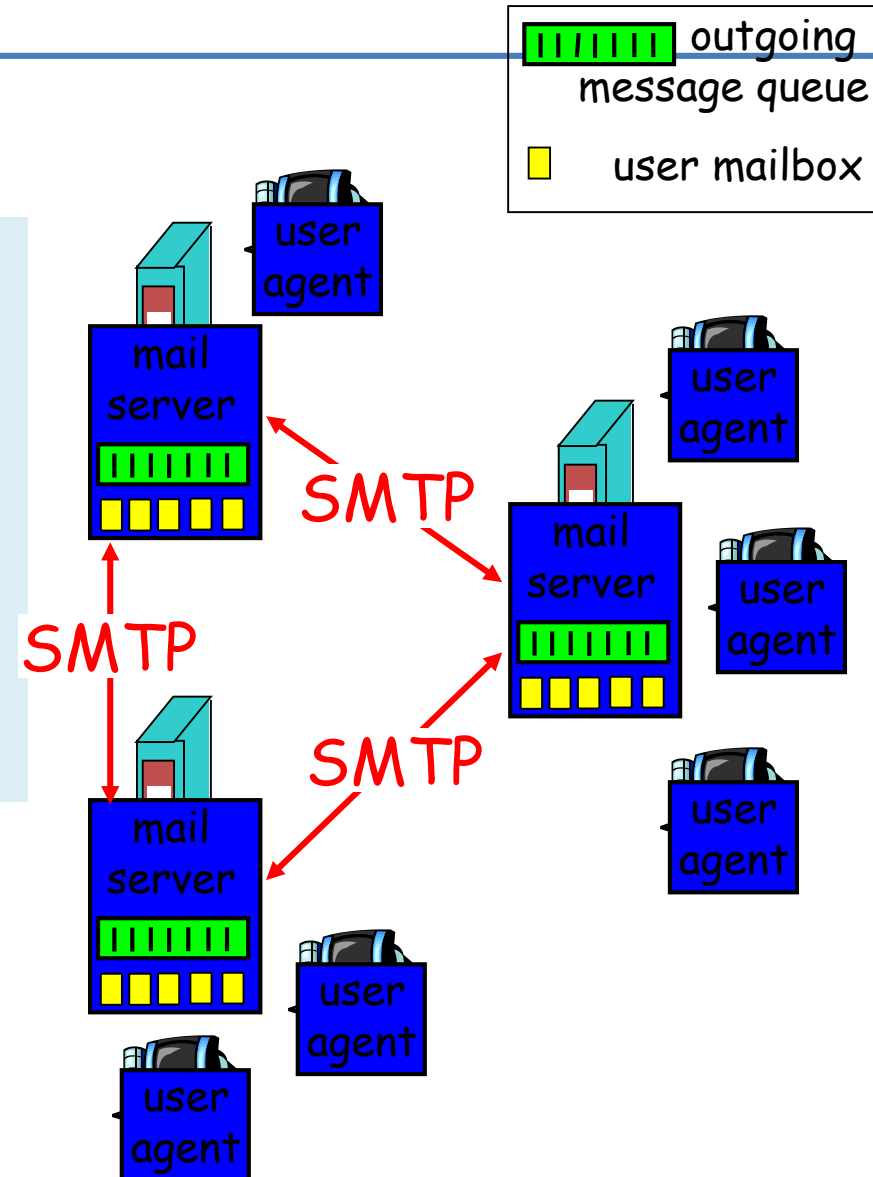 outgoing
message queue
user mailbox
user
agent
mail
server
user
agent
SMTP
mail
server
user
agent
SMTP
SMTP
user
agent
mail
server
user
agent
user
agent